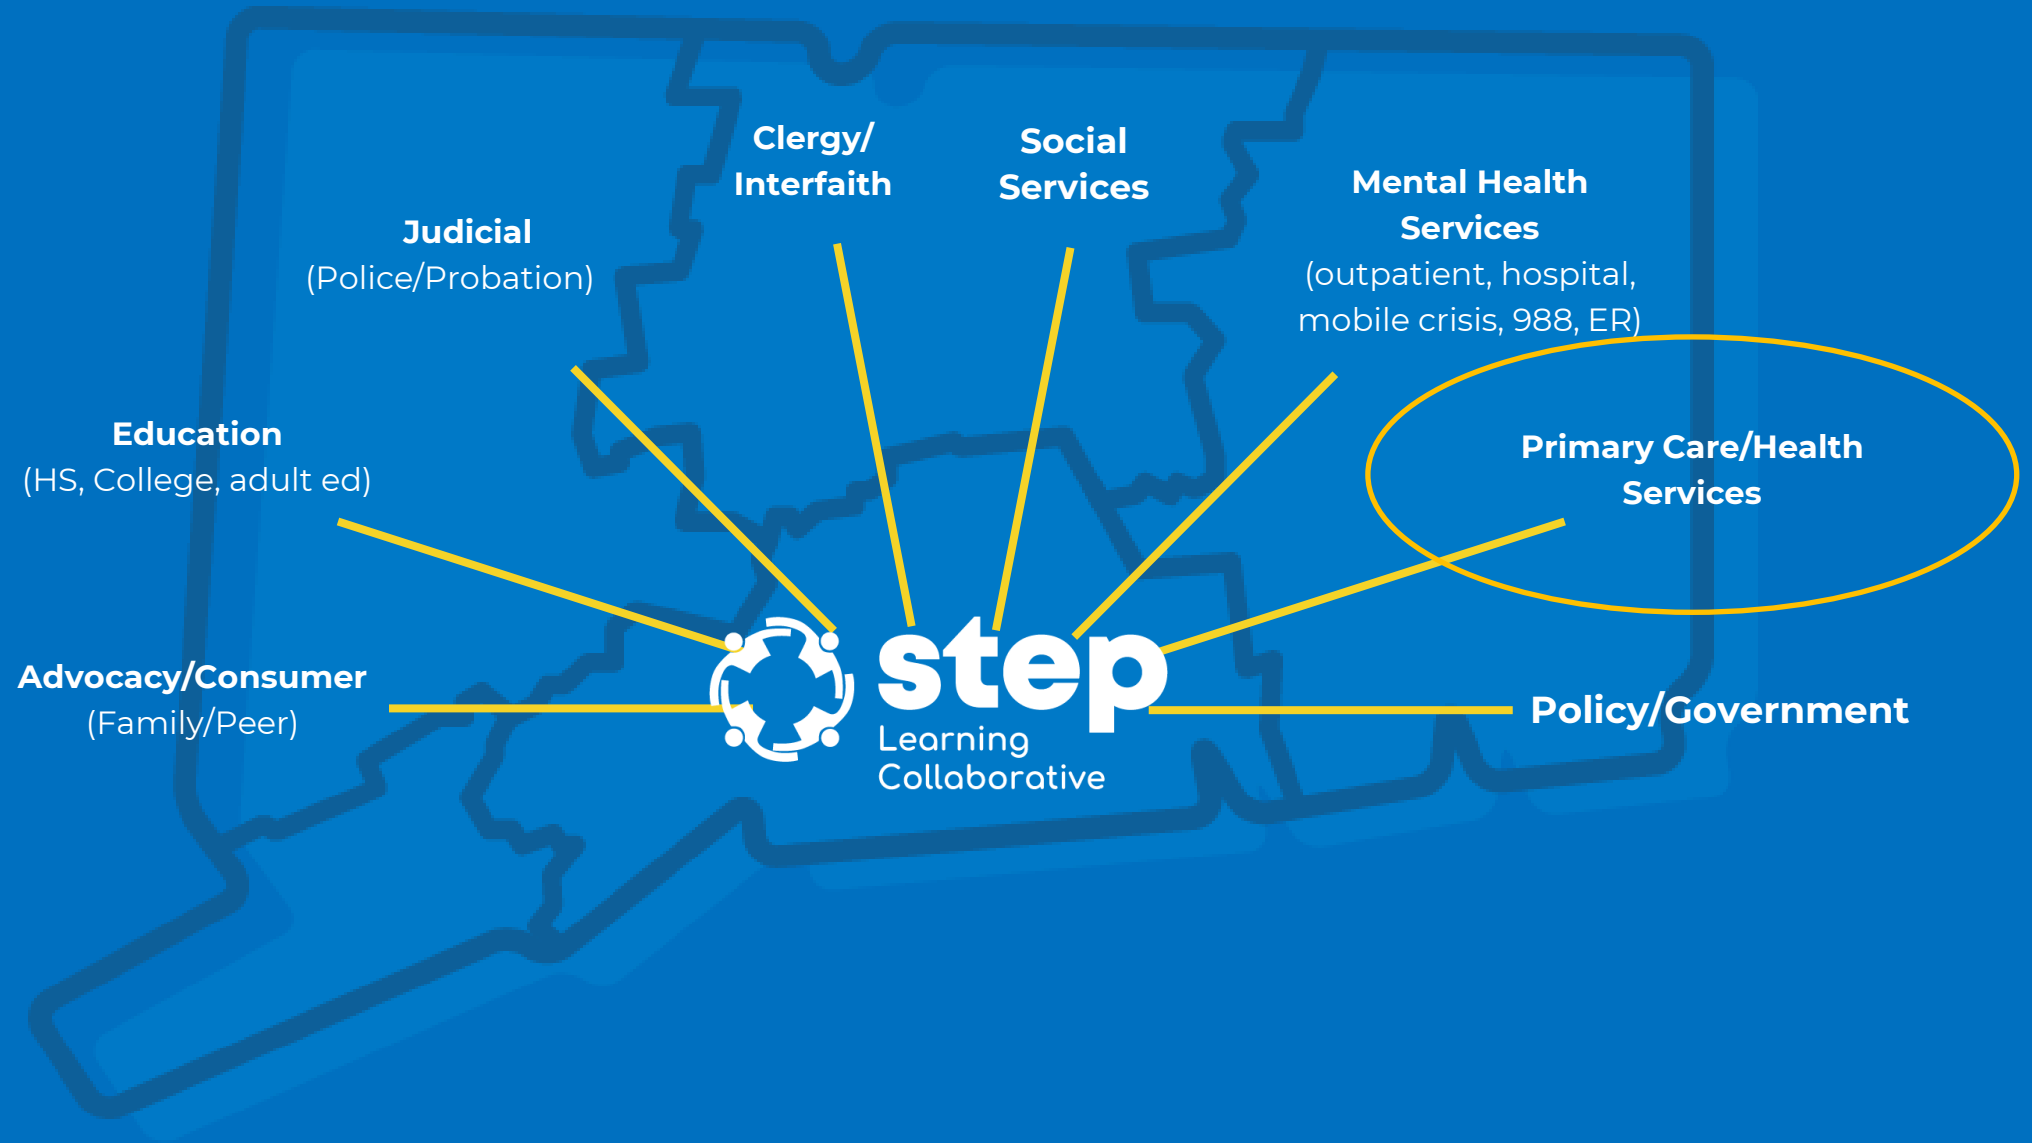 Clergy/
Interfaith
Social
Services
Mental Health
Services
(outpatient, hospital,
mobile crisis, 988, ER)
Judicial
(Police/Probation)
Education
(HS, College, adult ed)
Primary Care/Health
Services
Advocacy/Consumer
(Family/Peer)
step
Learning
Collaborative
Policy/Government